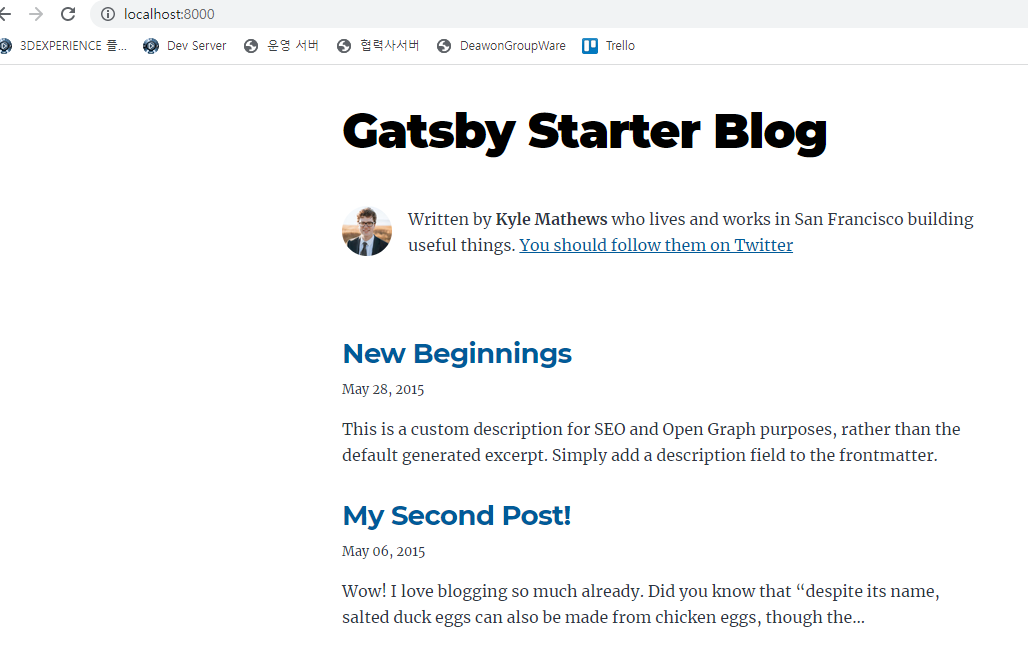 localhost:8000
3DEXPERIENCE 플... Dev Server 운영 서버 협력사서버 DeawonGroupWare Trello
Gatsby Starter Blog
Written by Kyle Mathews who lives and works in San Francisco building
useful things. You should follow them on Twitter
New Beginnings
May 28, 2015
This is a custom description for SEO and Open Graph purposes, rather than the
default generated excerpt. Simply add a description field to the frontmatter.
My Second Post!
May 06, 2015
Wow! I love blogging so much already. Did you know that “despite its name,
salted duck eggs can also be made from chicken eggs, though the…